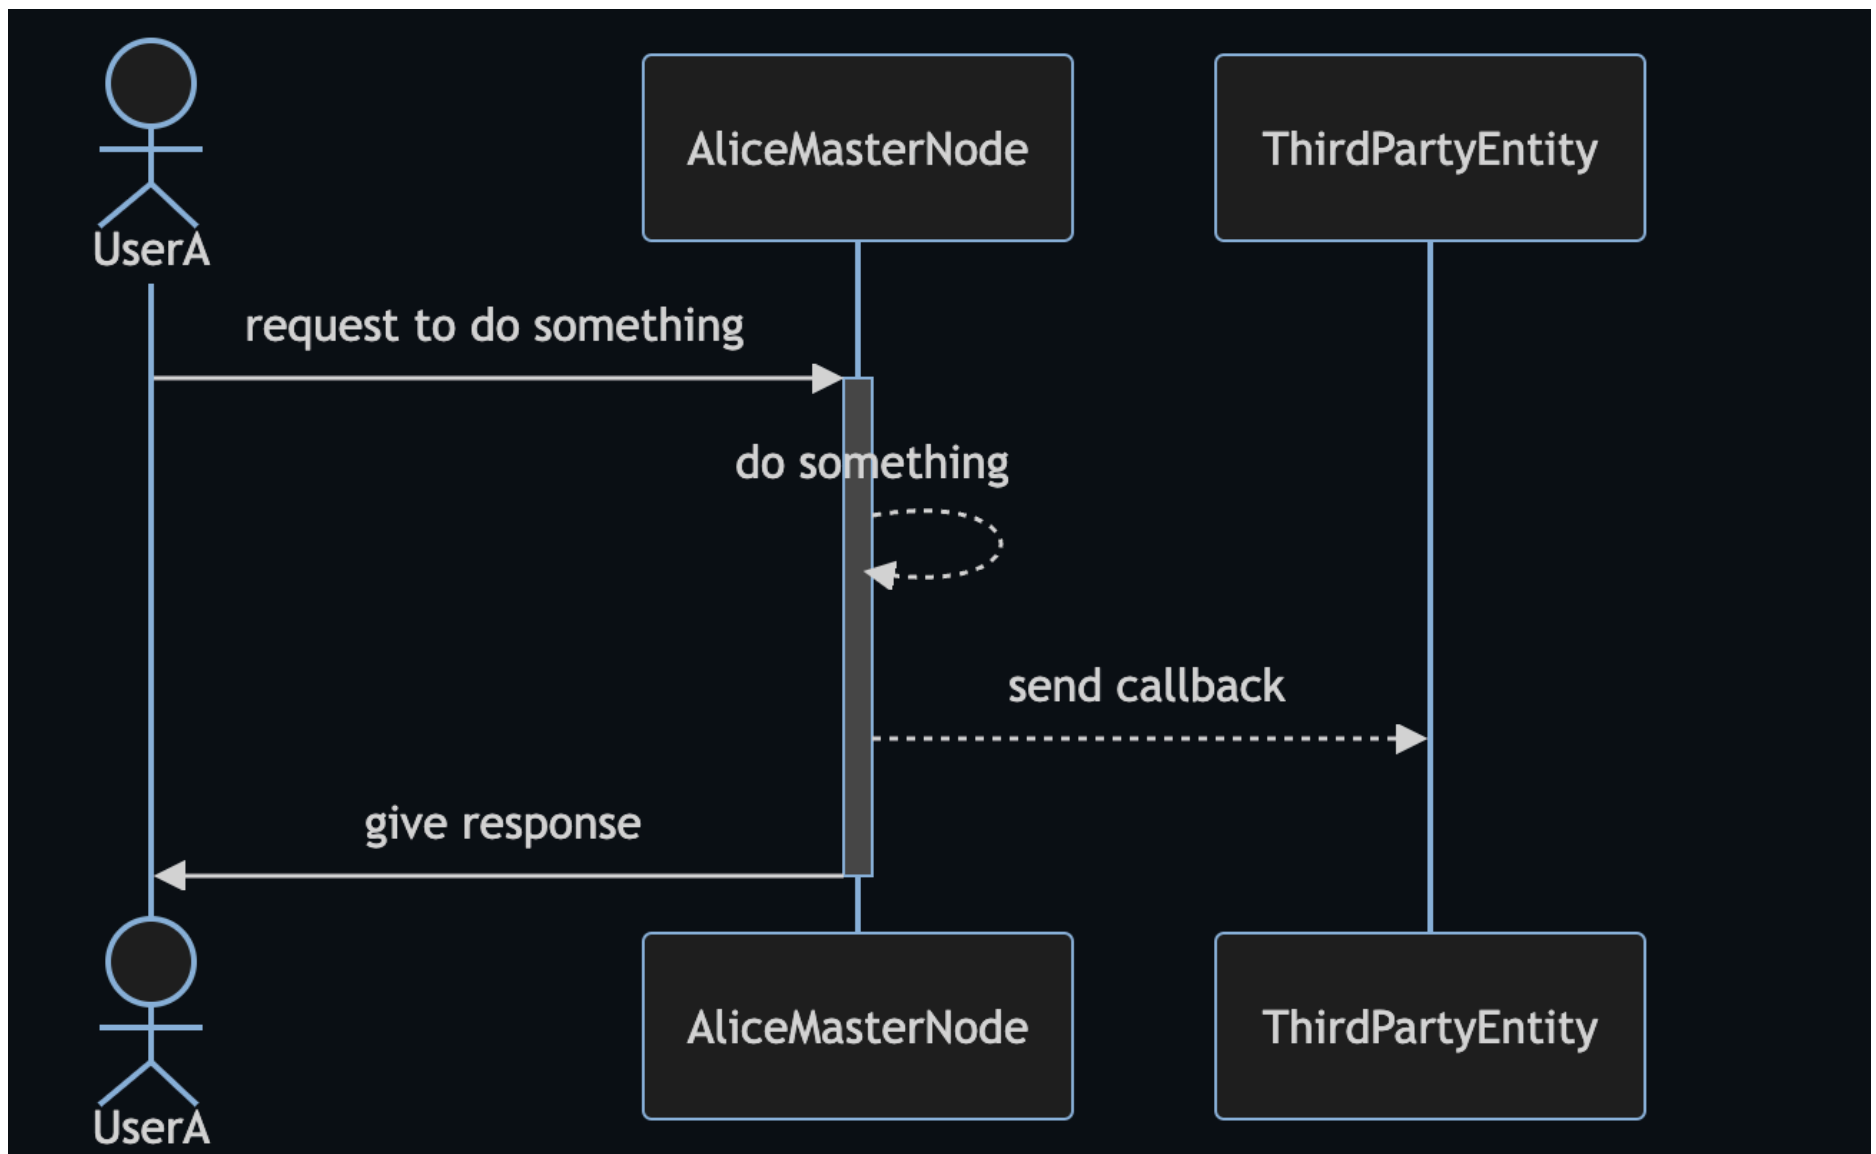 UserA
AliceMasterNode
ThirdPartyEntity
request to do something
do something
send callback
give response
UserA
AliceMasterNode
ThirdPartyEntity